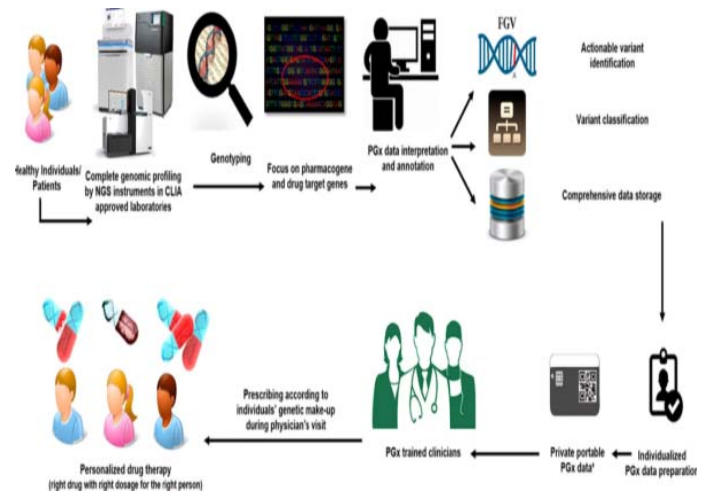 FGV
A
Actionable variant
identification
Variant classification
Comprehensive data storage
Healthy Individuals/
Patients
Complete genomic profiling
by NGS instruments in CLIA
approved laboratories
Genotyping
Focus on pharmacogene
and drug target genes
PGx data interpretation
and annotation
Prescribing according to
individuals' genetic make-up
during physician's visit
Personalized drug therapy
(right drug with right dosage for the right person)
PGx trained clinicians
Private portable
PGx data
Individualized
PGx data preparation